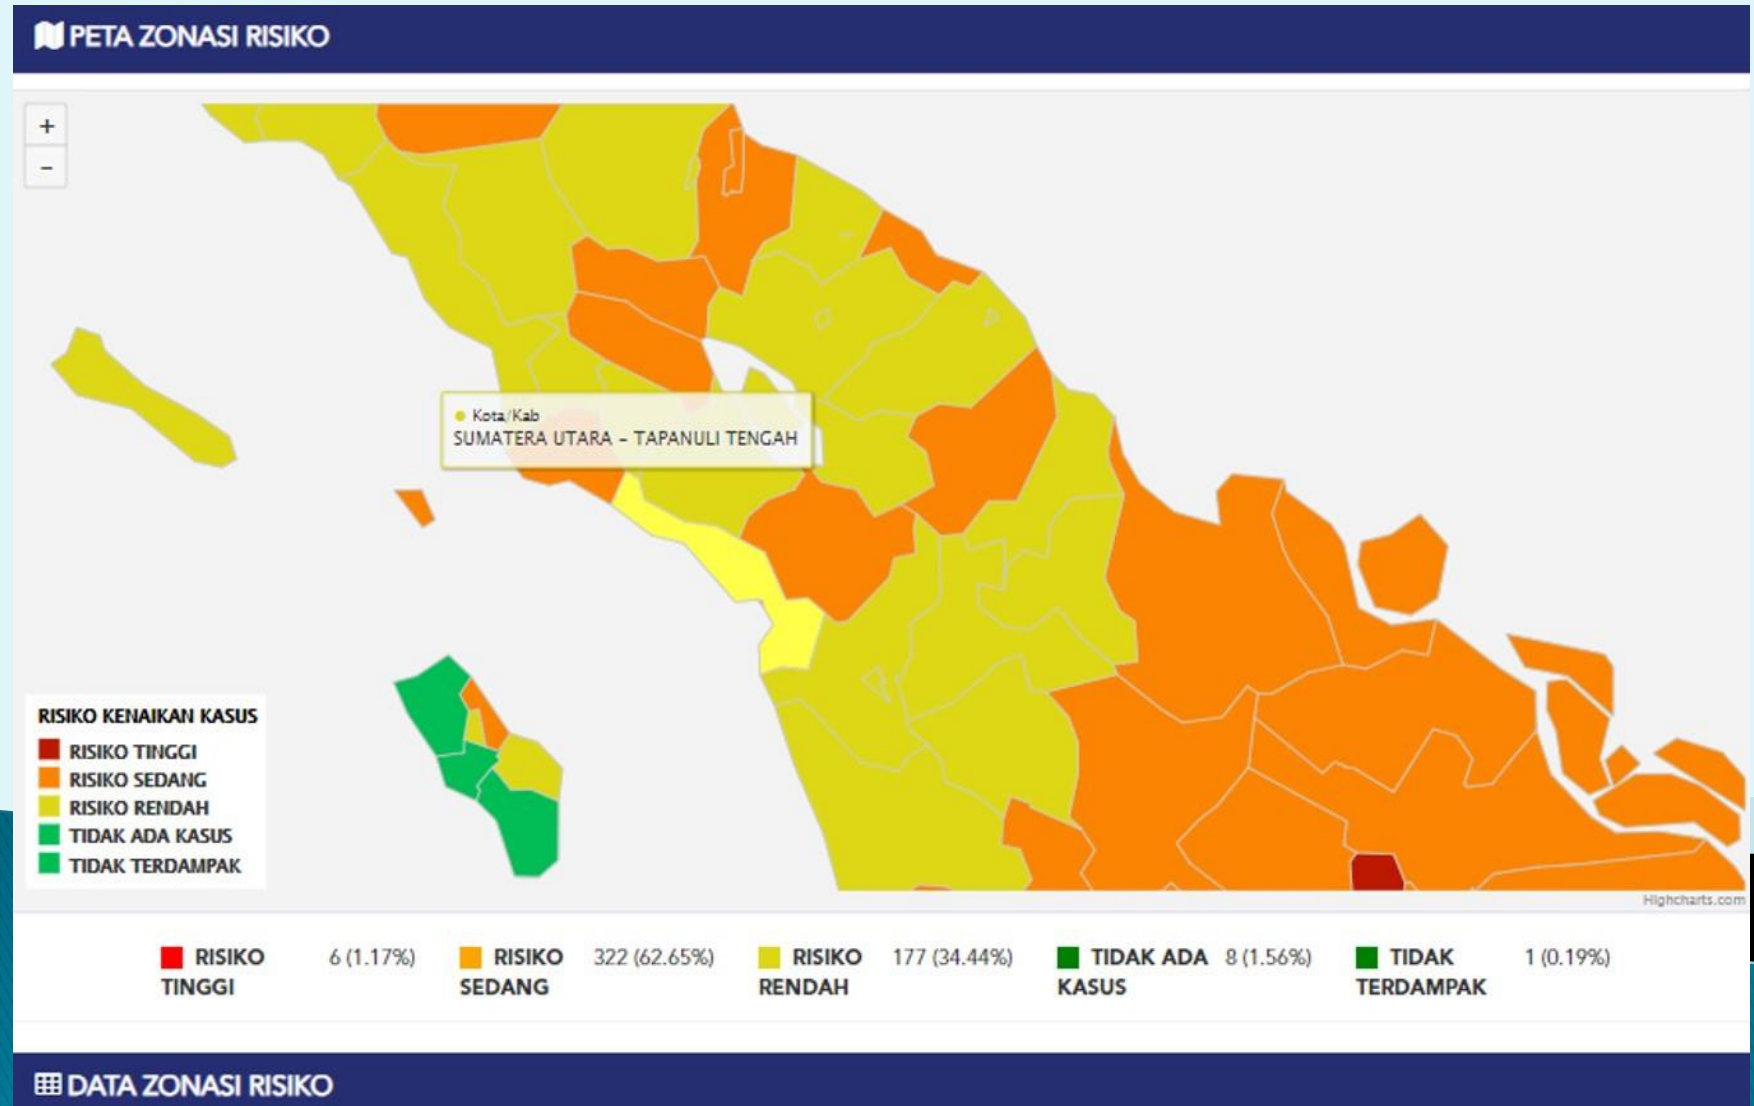 PETA ZONASI RISIKO
+
-
Kota/Kab
SUMATERA UTARA - TAPANULI TENGAH
RISIKO KENAIKAN KASUS
RISIKO TINGGI
RISIKO SEDANG
RISIKO RENDAH
TIDAK ADA KASUS
TIDAK TERDAMPAK
Highcharts.com
RISIKO TINGGI 6 (1.17%)
RISIKO SEDANG 322 (62.65%)
RISIKO RENDAH 177 (34.44%)
TIDAK ADA KASUS 8 (1.56%)
TIDAK TERDAMPAK 1 (0.19%)
DATA ZONASI RISIKO